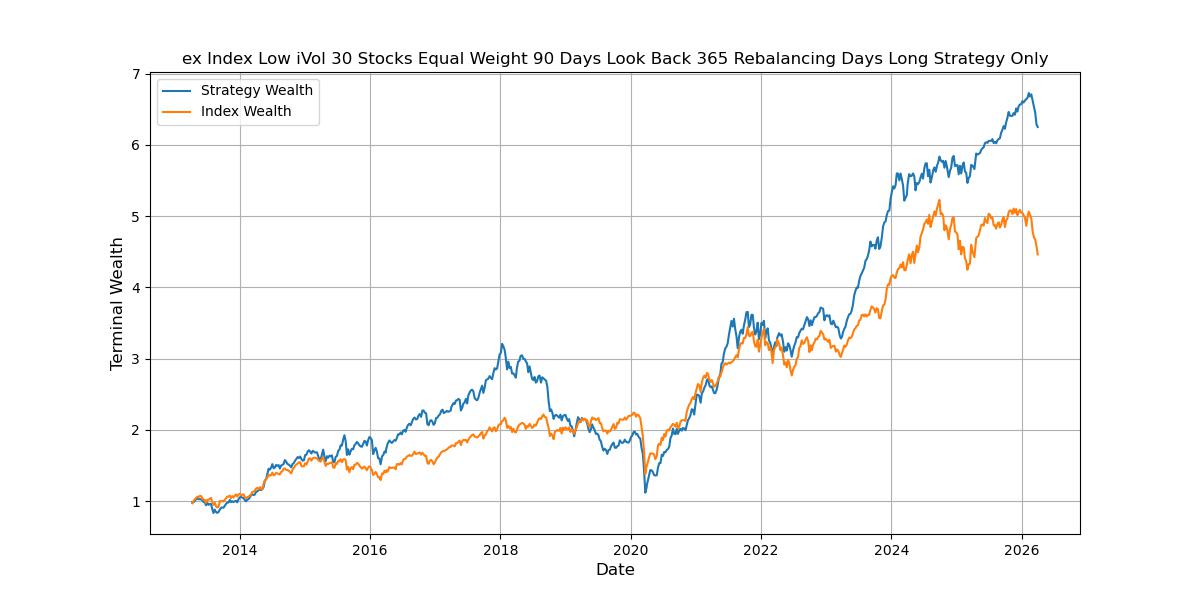 ex Index Low iVol 30 Stocks Equal Weight 90 Days Look Back 365 Rebalancing Days Long Strategy Only
Strategy Wealth
Index Wealth
Terminal Wealth
7
6
5
4
3
2
1
2014 2016 2018 2020 2022 2024 2026
Date